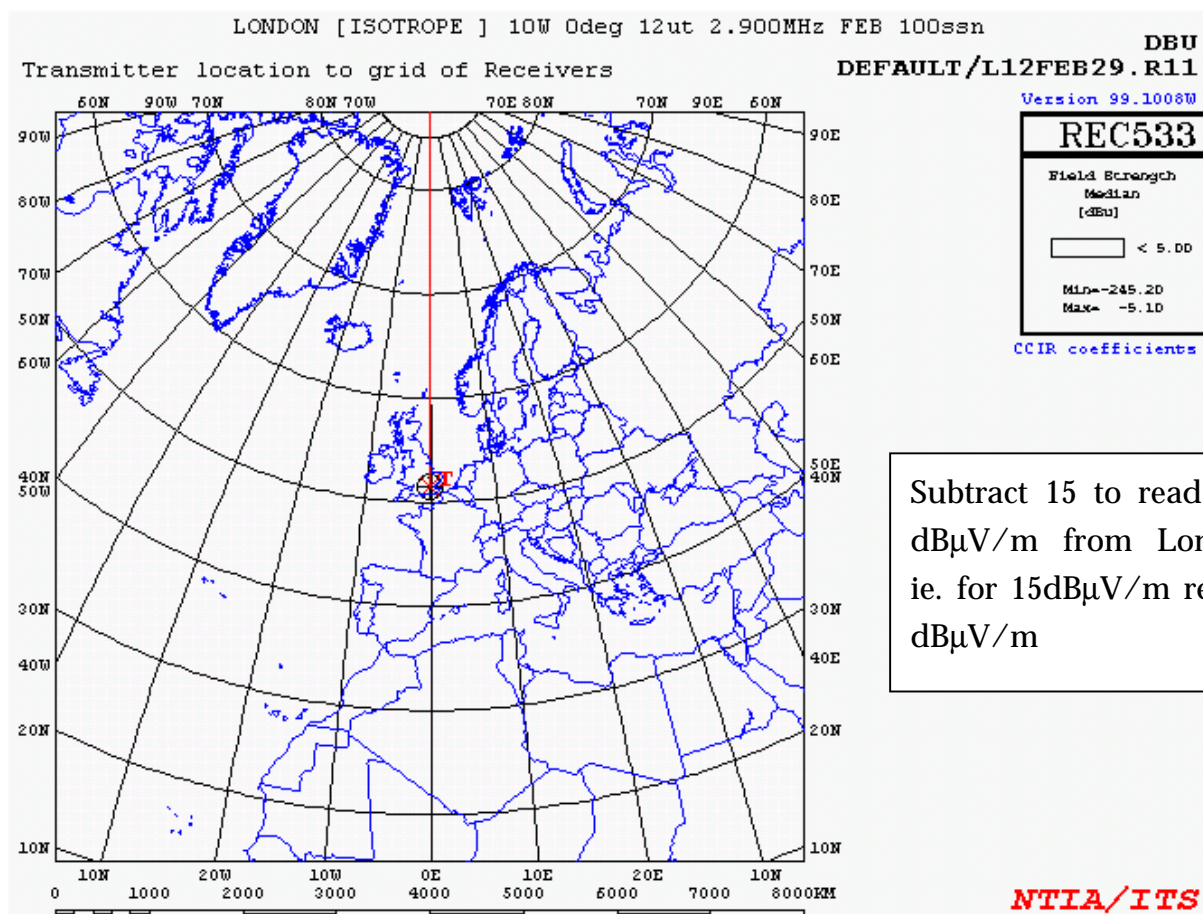 LONDON [ISOTROPE ] 10W 0deg 12ut 2.900MHz FEB 100ssn
DBU
Transmitter location to grid of Receivers
DEFAULT/L12FEB29.R11
Version 99.1008W
REC533
Field Strength
Median
[dBu]
< 5.00
Min=-245.20
Max= -5.10
CCIR coefficients
60N 90W 70N 80N 70W 70E 80N 70N 90E 60N
90W 90E
80W 80E
70W 70E
50N 50N
60W 60E
50E
40N 40N
50W
30N 30N
40W 40E
20N 20N
10N 10N
T
10N 20W 30N 10W 0E 10E 20E 10N
0 1000 2000 3000 4000 5000 6000 7000 8000KM
Subtract 15 to read
dBµV/m from
ie. for 15dBµV/m
dBµV/m
NTIA/ITS